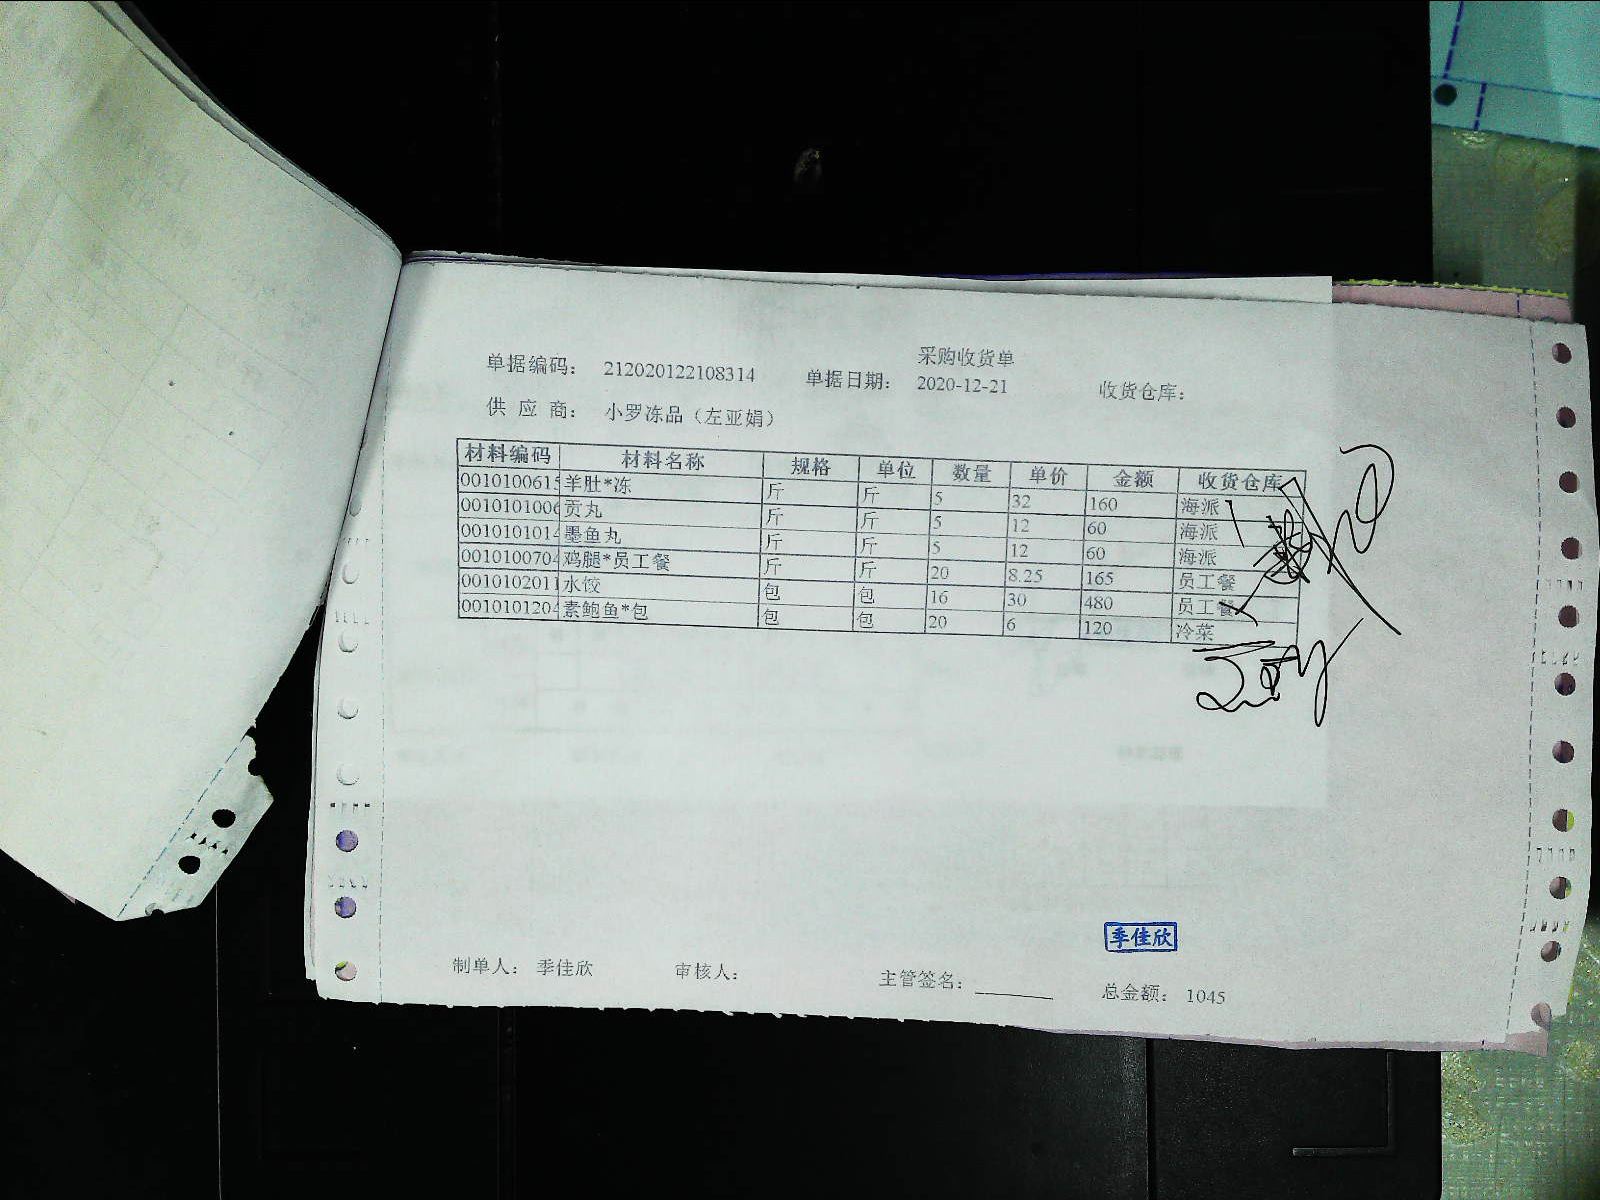 采购收货单
单据编码: 212020122108314 单据日期: 2020-12-21 收货仓库:
供 应 商: 小罗冻品（左亚娟）
材料编码 材料名称 规格 单位 数量 单价 金额 收货仓库
001010061 羊肚*冻 斤 斤 5 32 160 海派
0010101006 贡丸 斤 斤 5 12 60 海派
001010101 墨鱼丸 斤 斤 5 12 60 海派
001010070 鸡腿*员工餐 斤 斤 20 8.25 165 员工餐
001010201 水饺 包 包 16 30 480 员工餐
001010120 素鲍鱼*包 包 包 20 6 120 冷菜
季佳欣
制单人: 季佳欣 审核人: 主管签名: 总金额: 1045